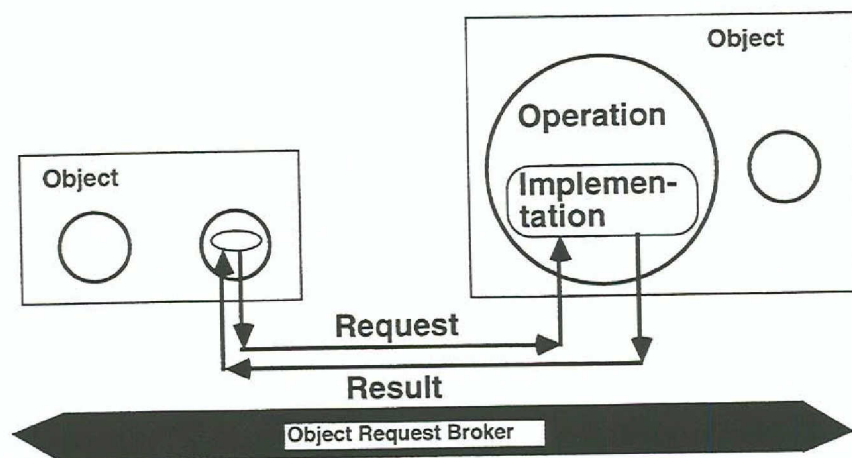 Object
Operation
Implemen-
tation
Object
Request
Result
Object Request Broker